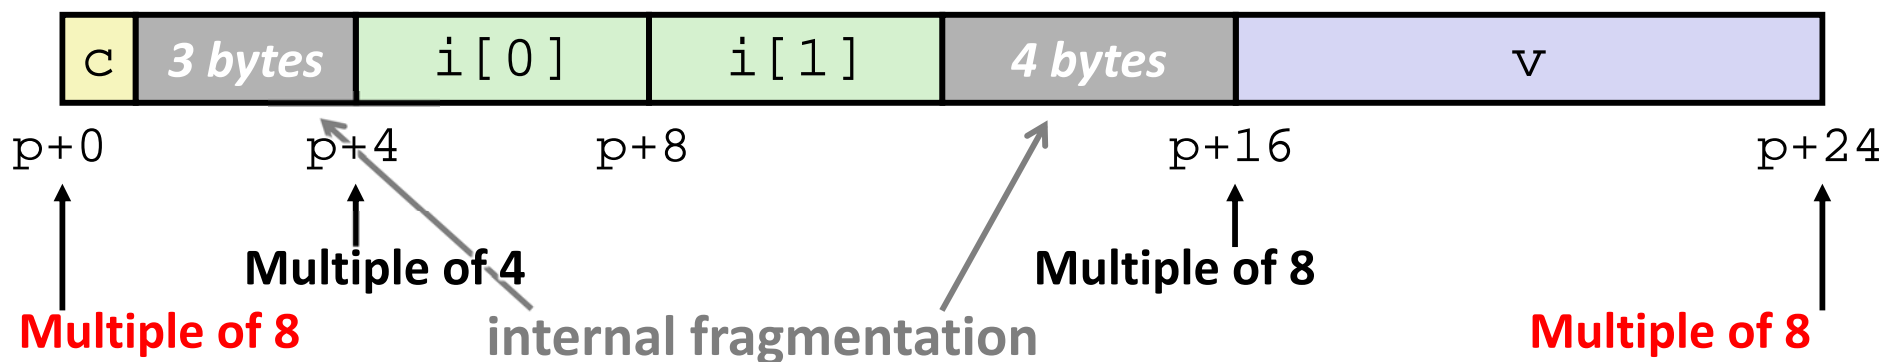 c 3 bytes i[0] i[1] 4 bytes v
p+0 p+4 p+8 p+16 p+24
Multiple of 4 Multiple of 8
Multiple of 8 internal fragmentation Multiple of 8